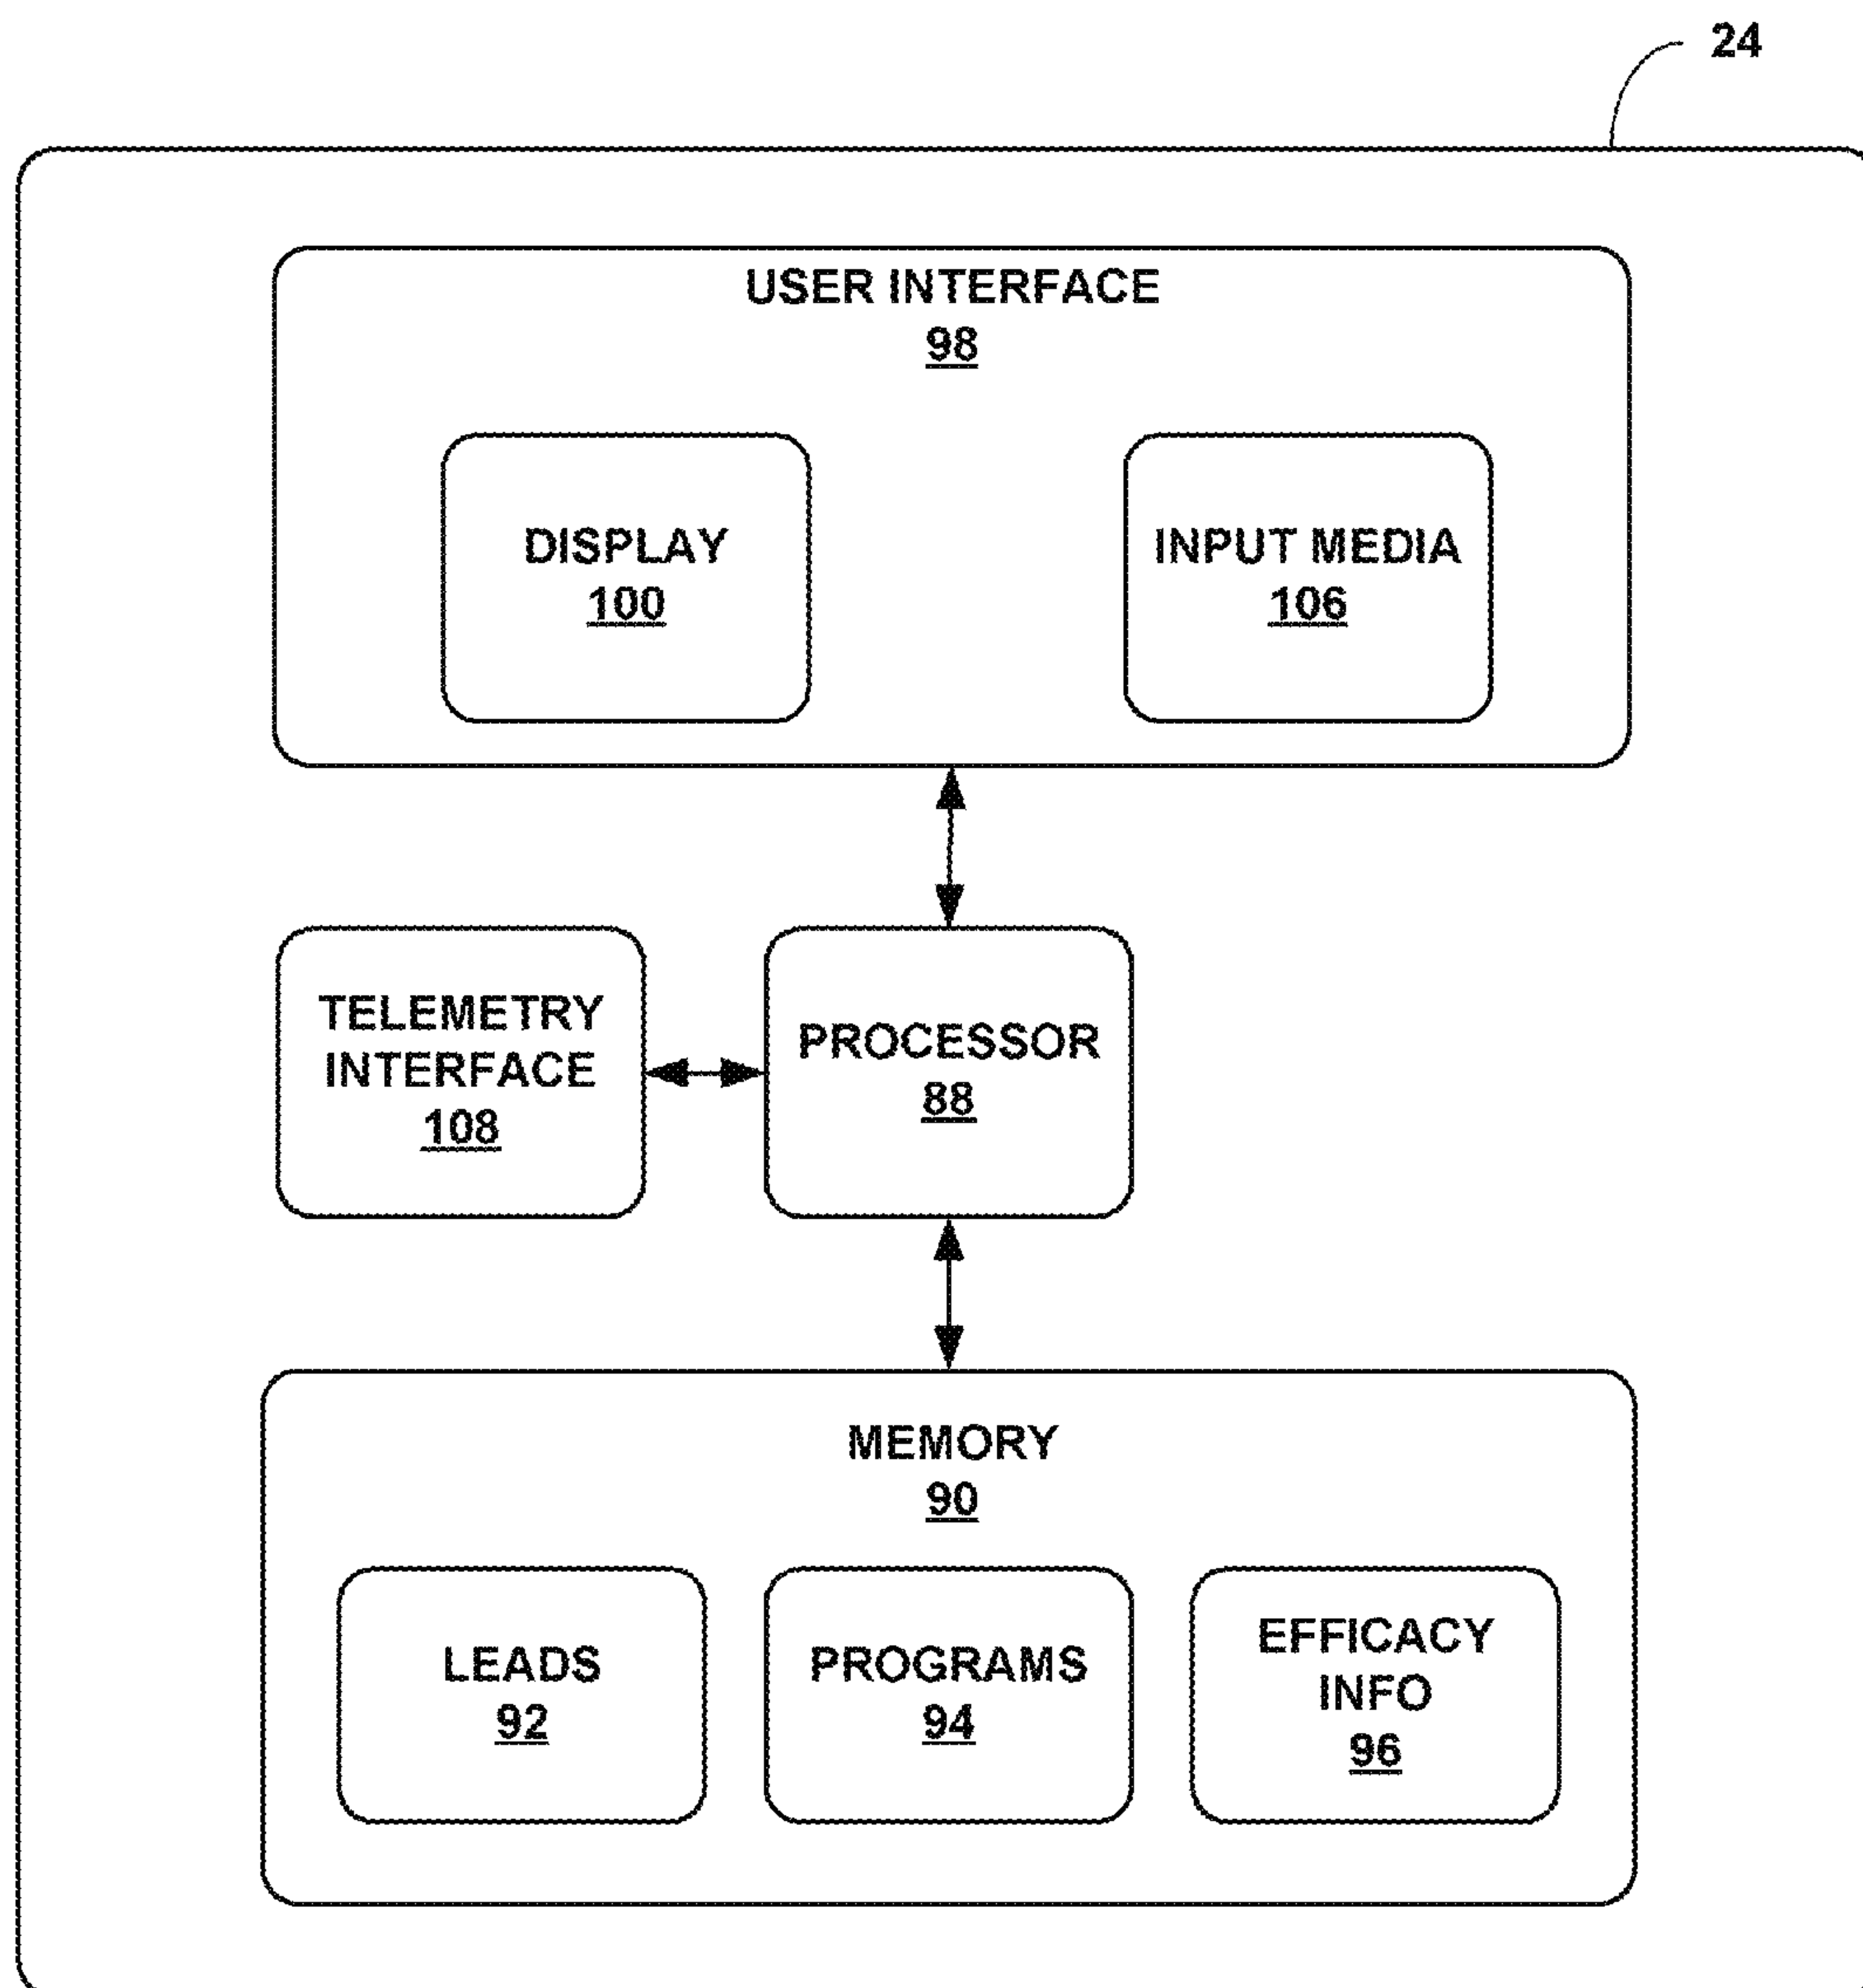 24
USER INTERFACE
98
DISPLAY
100
INPUT MEDIA
106
TELEMETRY
INTERFACE
108
PROCESSOR
88
MEMORY
90
LEADS
92
PROGRAMS
94
EFFICACY
INFO
96